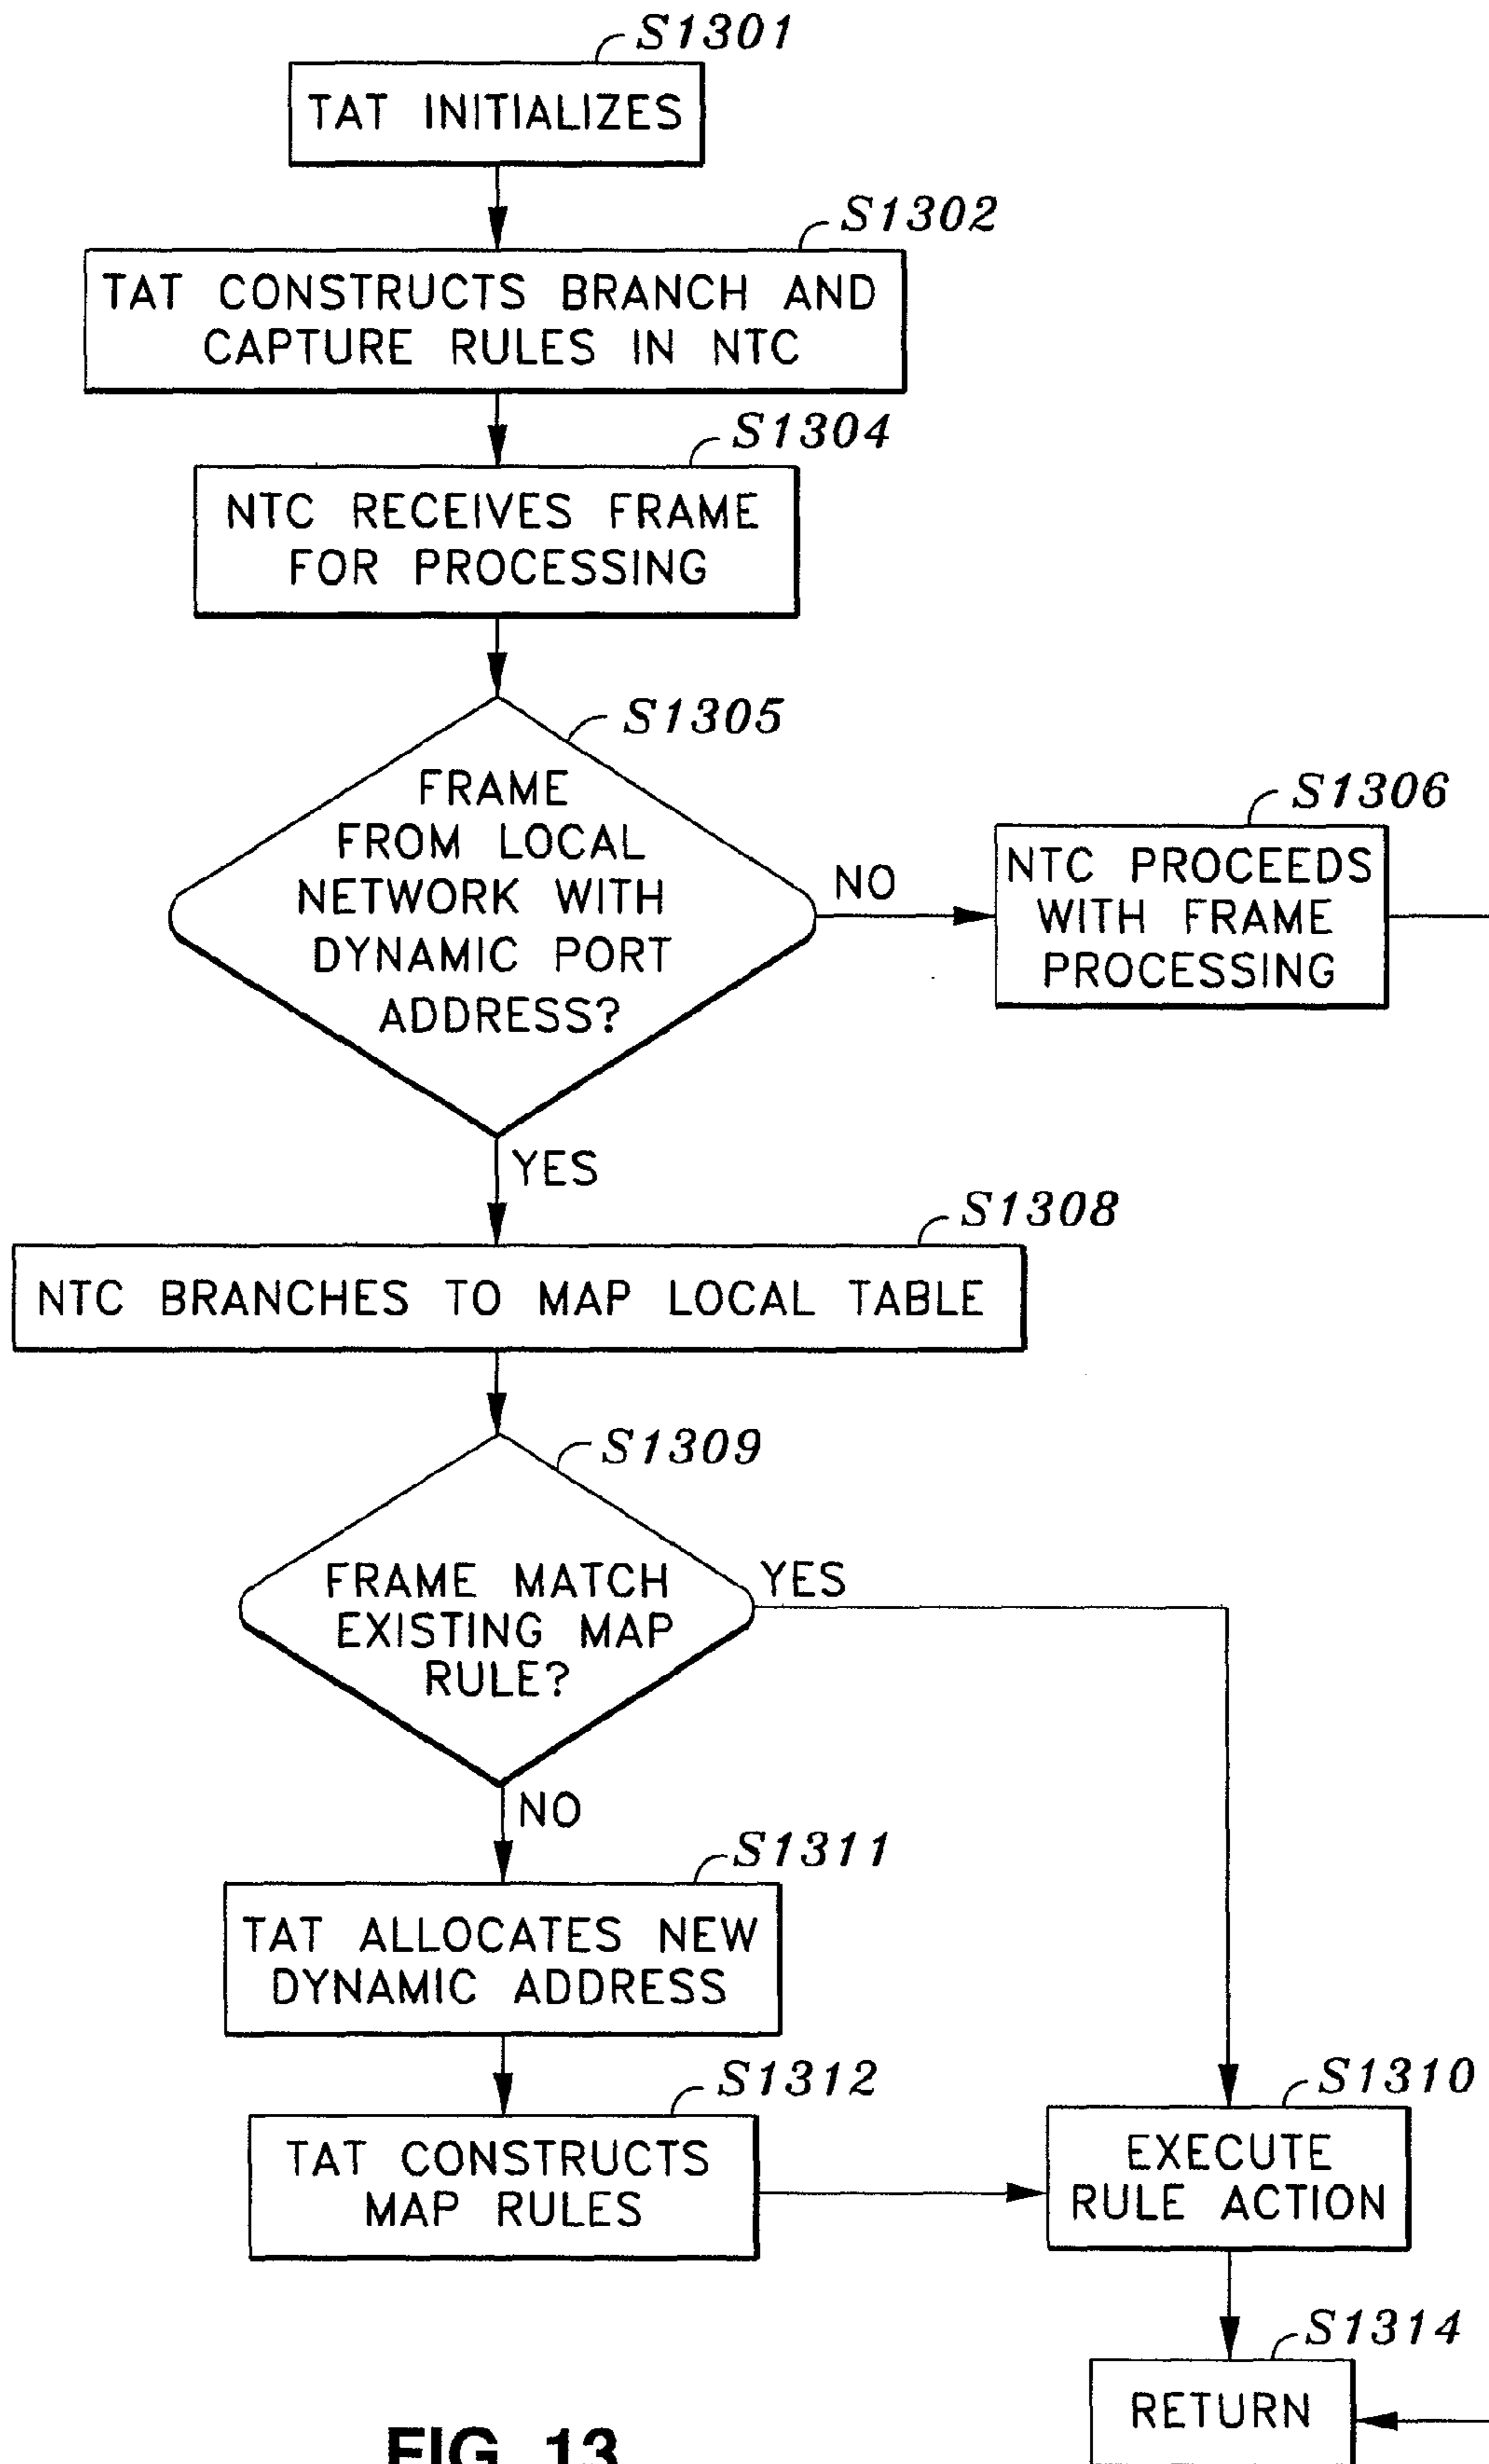 S1301
TAT INITIALIZES
S1302
TAT CONSTRUCTS BRANCH AND
CAPTURE RULES IN NTC
S1304
NTC RECEIVES FRAME
FOR PROCESSING
S1305
FRAME
FROM LOCAL
NETWORK WITH
DYNAMIC PORT
ADDRESS?
NO
S1306
NTC PROCEEDS
WITH FRAME
PROCESSING
YES
S1308
NTC BRANCHES TO MAP LOCAL TABLE
S1309
FRAME MATCH
EXISTING MAP
RULE?
YES
NO
S1311
TAT ALLOCATES NEW
DYNAMIC ADDRESS
S1312
TAT CONSTRUCTS
MAP RULES
S1310
EXECUTE
RULE ACTION
S1314
RETURN
FIG. 13